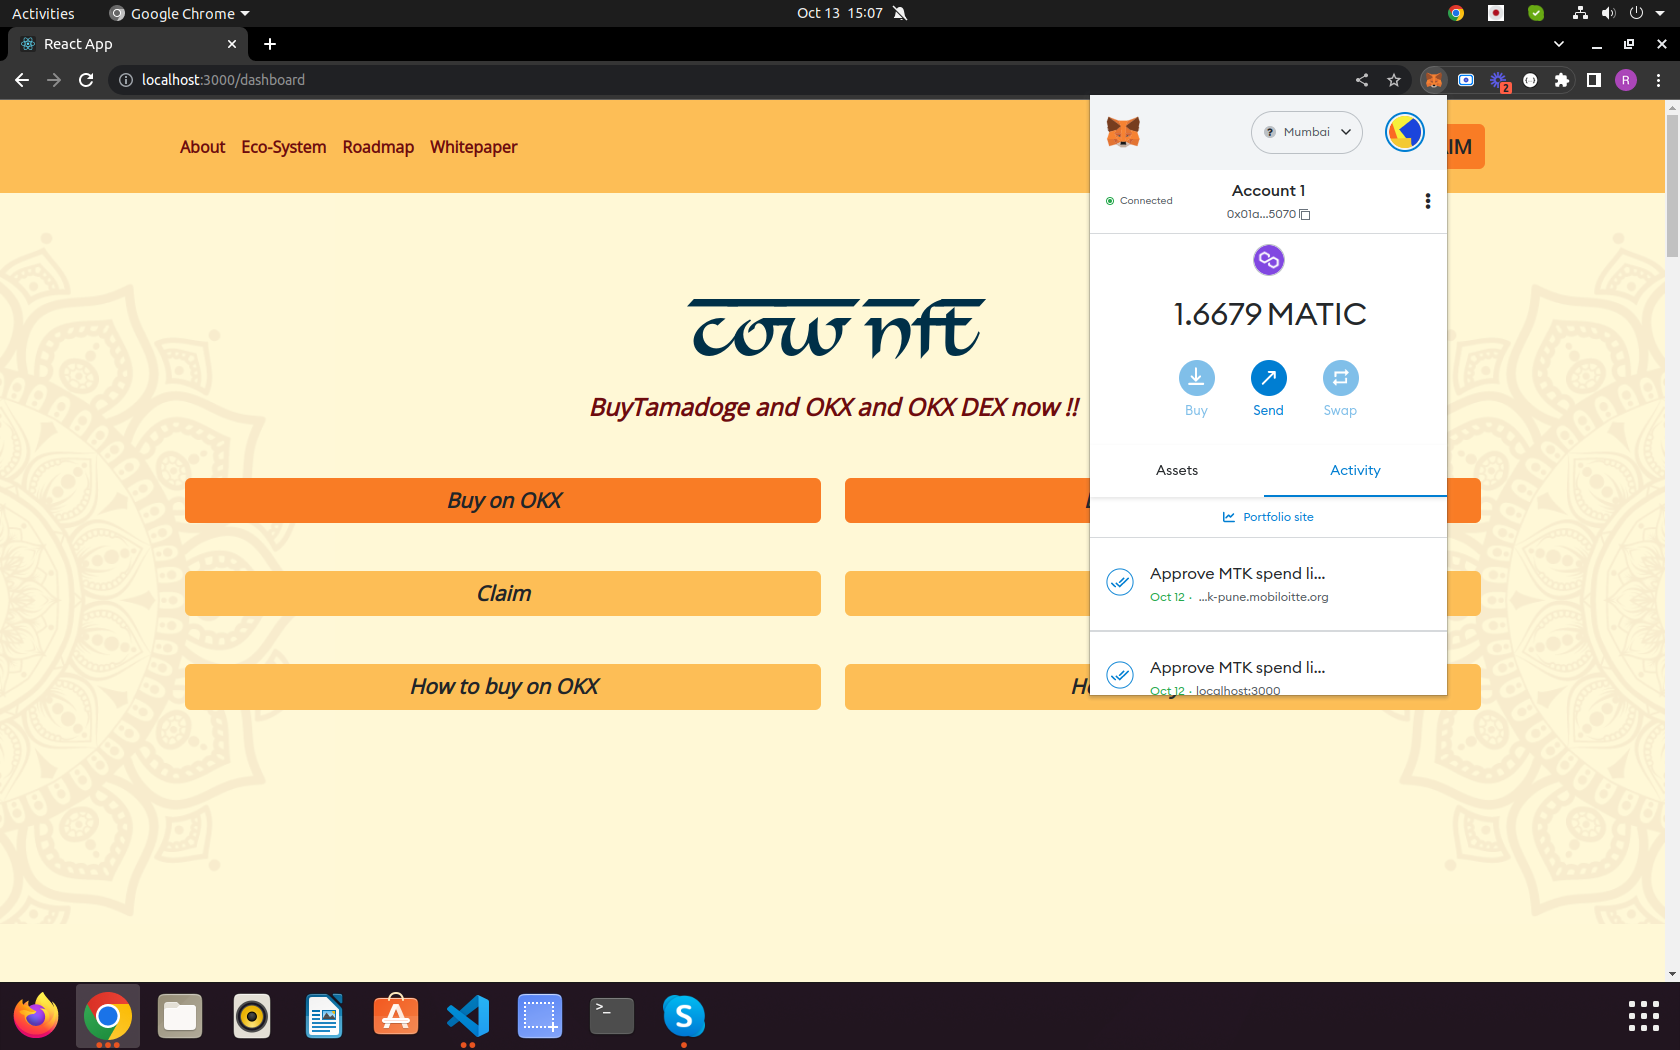 Activities Google Chrome Oct 13 15:07
React App
localhost:3000/dashboard
2
R
About Eco-System Roadmap Whitepaper
Mumbai
Account 1
Connected
0x01a...5070
cow nft
1.6679 MATIC
BuyTamadoge and OKX and OKX DEX now !!
Buy Send Swap
Assets Activity
Buy on OKX
Portfolio site
Claim
Approve MTK spend li...
Oct 12 · ...k-pune.mobiloitte.org
How to buy on OKX
Approve MTK spend li...
Oct 12 · localhost:3000